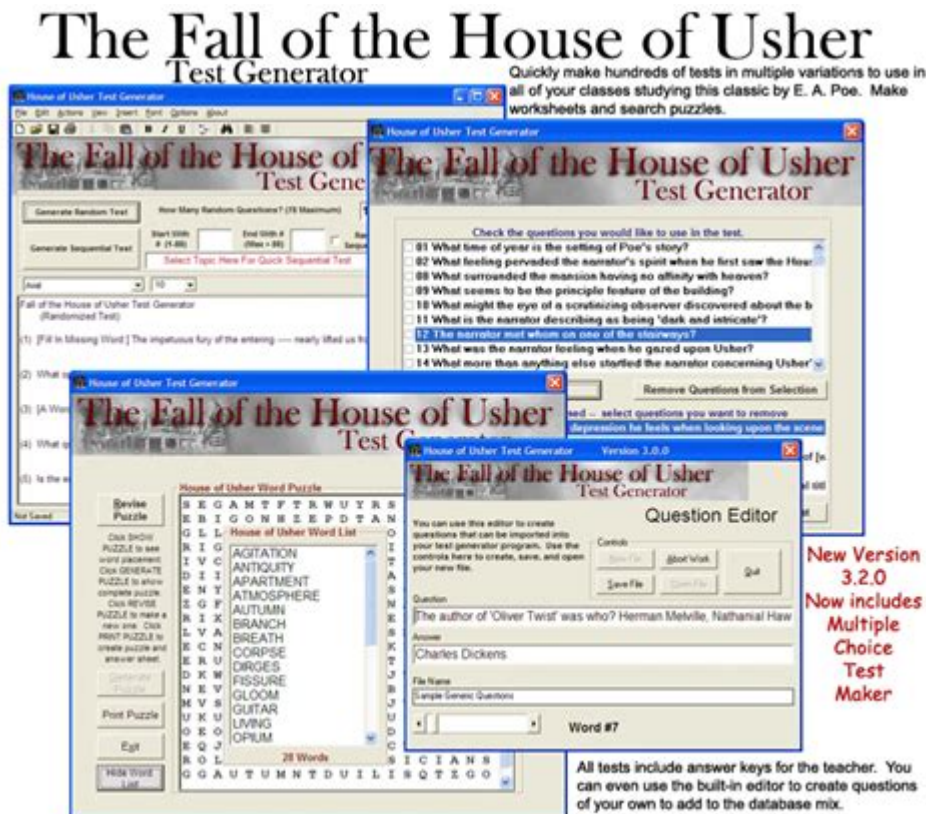 The Fall of the House of Usher
Test Generator
Quickly make hundreds of tests in multiple variations to use in
all of your classes studying this classic by E. A. Poe. Make
worksheets and search puzzles.
House of Usher Test Generator
File Edit Actions View Insert Font Options About
The Fall of the House of
Test Gene
Generate Random Test
How Many Random Questions? (78 Maximum)
Generate Sequential Test
Start With
# (1-88)
End With #
(Max = 88)
Select Topic Here For Quick Sequential Test
Arial
10
Fall of the House of Usher Test Generator
(Randomized Test)
(1) [Fill In Missing Word:] The impetuous fury of the entering ---- nearly lifted us fr
(2) What o
(3) [A Wor
(4) What o
(5) Is the e
Not Saved
House of Usher Test Generator
The Fall of the House of Usher
Test Generator
Check the questions you would like to use in the test.
01 What time of year is the setting of Poe's story?
02 What feeling pervaded the narrator's spirit when he first saw the Hous
08 What surrounded the mansion having no affinity with heaven?
09 What seems to be the principle feature of the building?
10 What might the eye of a scrutinizing observer discovered about the b
11 What is the narrator describing as being 'dark and intricate'?
12 The narrator met whom on one of the stairways?
13 What was the narrator feeling when he gazed upon Usher?
14 What more than anything else startled the narrator concerning Usher'
Remove Questions from Selection
sed -- select questions you want to remove
depression he feels when looking upon the scene
House of Usher Test Generator
The Fall of the House of Usher
Test Generator
Revise
Puzzle
Click SHOW
PUZZLE to see
word placement.
Click GENERATE
PUZZLE to show
complete puzzle.
Click REVISE
PUZZLE to make a
new one. Click
PRINT PUZZLE to
create puzzle and
answer sheet.
Generate
Puzzle
Print Puzzle
Exit
Hide Word
List
House of Usher Word Puzzle
S E G A M T F T R W U Y R S
E B I G O N H Z E P D T A N
House of Usher Word List
AGITATION
ANTIQUITY
APARTMENT
ATMOSPHERE
AUTUMN
BRANCH
BREATH
CORPSE
DIRGES
FISSURE
GLOOM
GUITAR
LIVING
OPIUM
28 Words
S I C I A N S
G G A U T U M N T D U I L I S Q T Z G O
House of Usher Test Generator Version 3.0.0
The Fall of the House of Usher
Test Generator
Question Editor
You can use this editor to create
questions that can be imported into
your test generator program. Use the
controls here to create, save, and open
your new file.
Controls
New File
Abort Work
Quit
Save File
Open File
Question
The author of 'Oliver Twist' was who? Herman Melville, Nathanial Haw
Answer
Charles Dickens
File Name
Sample Generic Questions
Word #7
New Version
3.2.0
Now includes
Multiple
Choice
Test
Maker
All tests include answer keys for the teacher. You
can even use the built-in editor to create questions
of your own to add to the database mix.